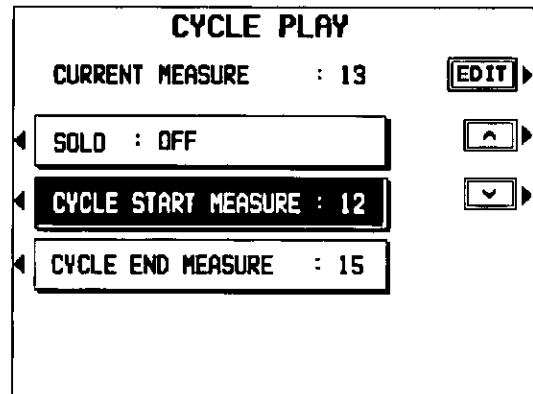 CYCLE PLAY
CURRENT MEASURE : 13 EDIT
SOLO : OFF
CYCLE START MEASURE : 12
CYCLE END MEASURE : 15